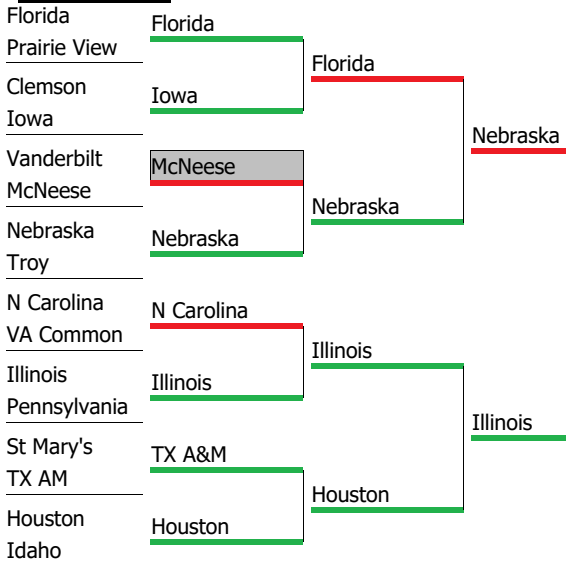 Florida
Prairie View
Clemson
Iowa
Vanderbilt
McNeese
Nebraska
Troy
N Carolina
VA Common
Illinois
Pennsylvania
St Mary's
TX AM
Houston
Idaho
Florida
Iowa
McNeese
Nebraska
N Carolina
Illinois
TX A&M
Houston
Florida
Nebraska
Illinois
Houston
Nebraska
Illinois